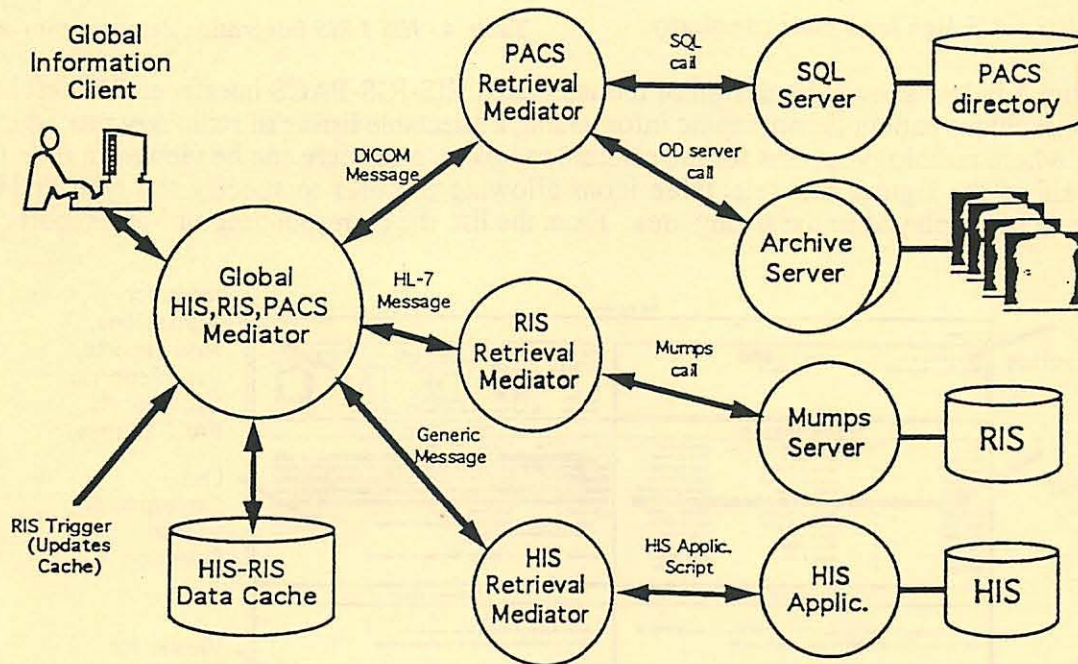 Global
Information
Client
PACS
Retrieval
Mediator
SQL
call
SQL
Server
PACS
directory
DICOM
Message
OD server
call
Archive
Server
Global
HIS,RIS,PACS
Mediator
HL-7
Message
RIS
Retrieval
Mediator
Mumps
call
Mumps
Server
RIS
Generic
Message
RIS Trigger
(Updates
Cache)
HIS-RIS
Data Cache
HIS
Retrieval
Mediator
HIS Applic.
Script
HIS
Applic.
HIS